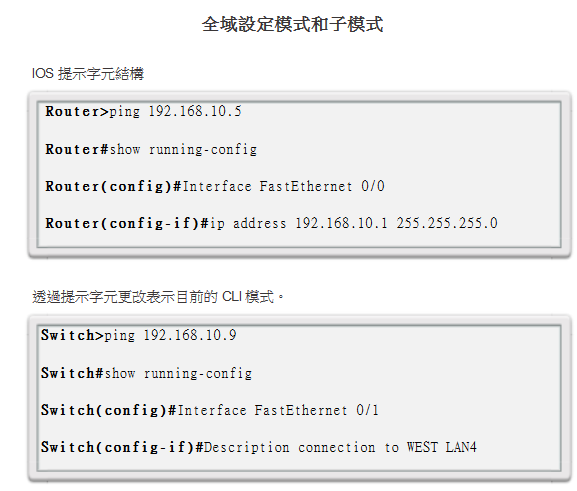 全域設定模式和子模式
IOS 提示字元結構
Router>ping 192.168.10.5
Router#show running-config
Router(config)#Interface FastEthernet 0/0
Router(config-if)#ip address 192.168.10.1 255.255.255.0
透過提示字元更改表示目前的 CLI 模式。
Switch>ping 192.168.10.9
Switch#show running-config
Switch(config)#Interface FastEthernet 0/1
Switch(config-if)#Description connection to WEST LAN4